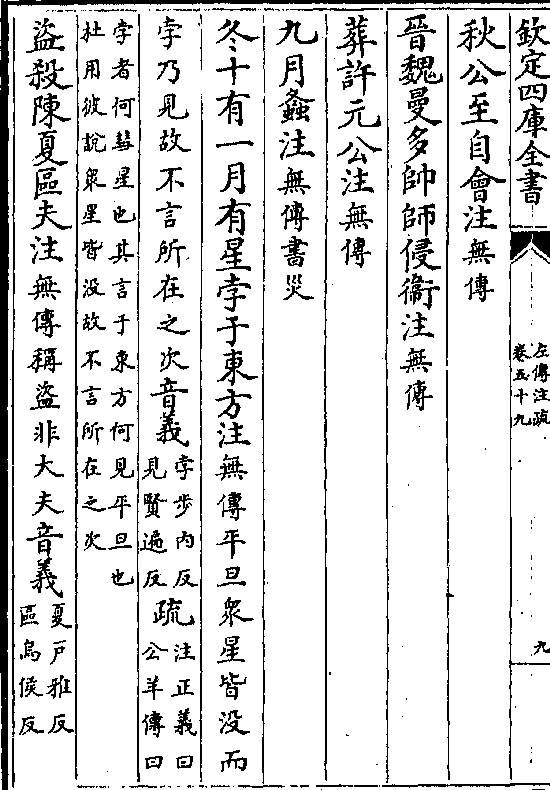 欽定四庫全書
左傳注疏
卷五十九
九
秋公至自會注無傳
晉魏曼多帥師侵衞注無傳
葬許元公注無傳
九月螽注無傳書災
冬十有一月有星孛于東方注無傳平旦衆星皆没而
孛乃見故不言所在之次音義孛步内反見賢遍反疏注正義曰公羊傳曰
孛者何彗星也其言于東方何見平旦也
杜用彼說衆星皆没故不言所在之次
盜殺陳夏區夫注無傳稱盜非大夫音義夏戸雅反區烏侯反